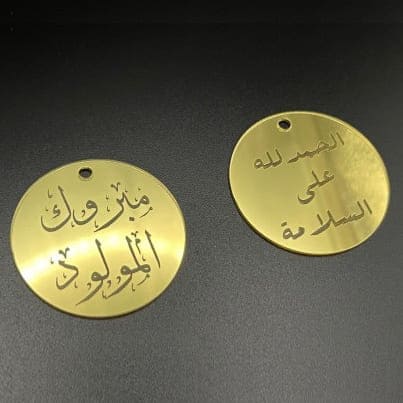 مبروك
المولود
الحمد لله
على
السلامة